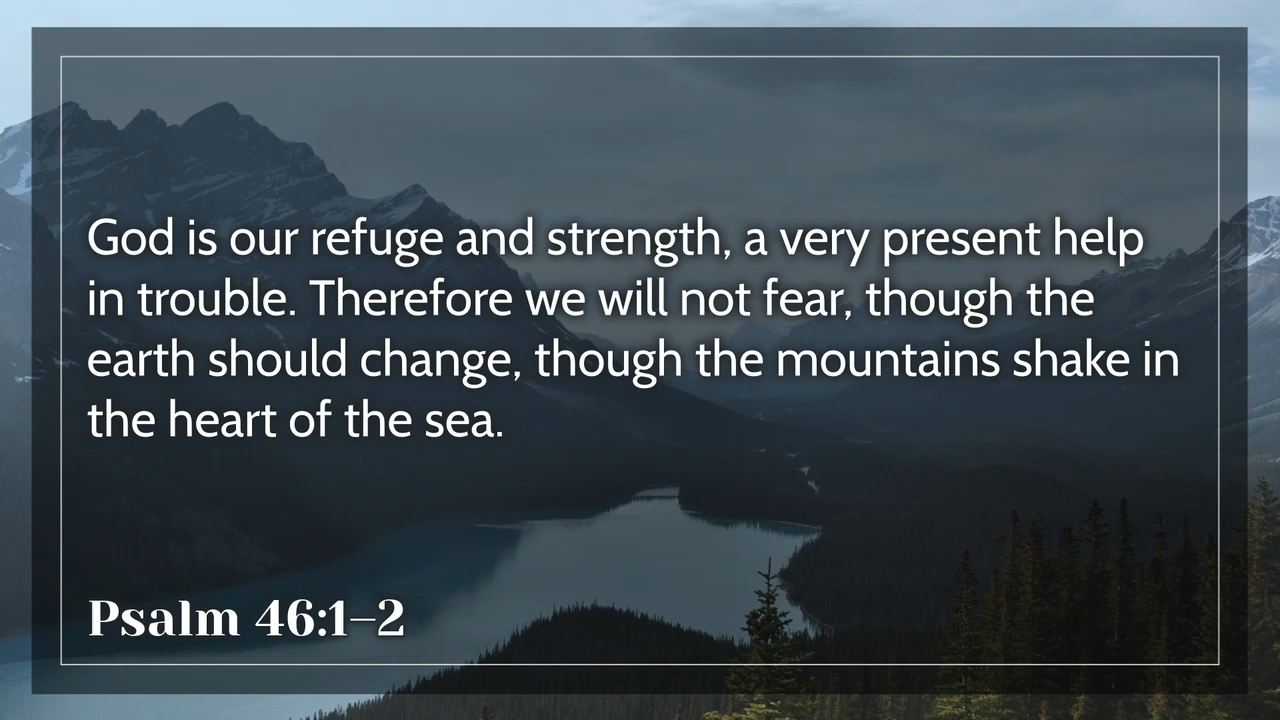 God is our refuge and strength, a very present help
in trouble. Therefore we will not fear, though the
earth should change, though the mountains shake in
the heart of the sea.
Psalm 46:1–2